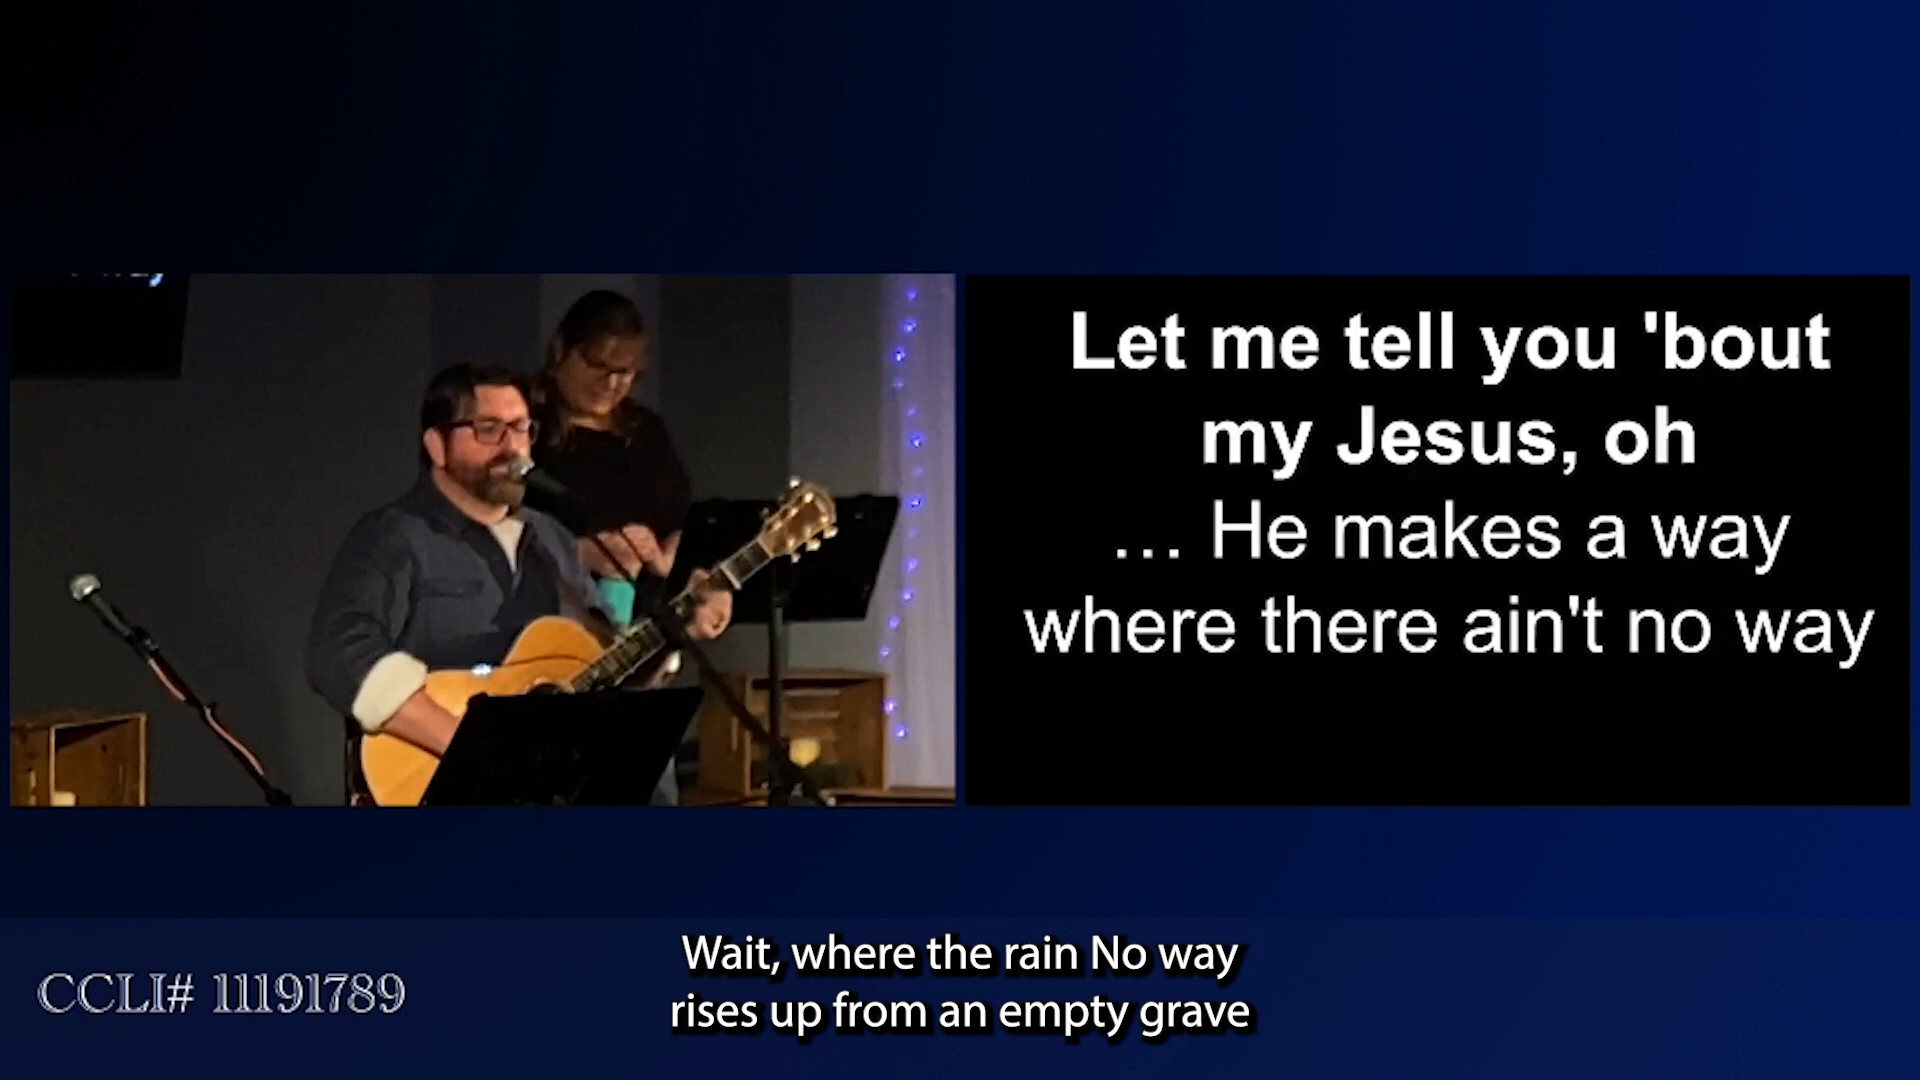 Let me tell you 'bout
my Jesus, oh
… He makes a way
where there ain't no way
Wait, where the rain No way
rises up from an empty grave
CCLI# 11191789